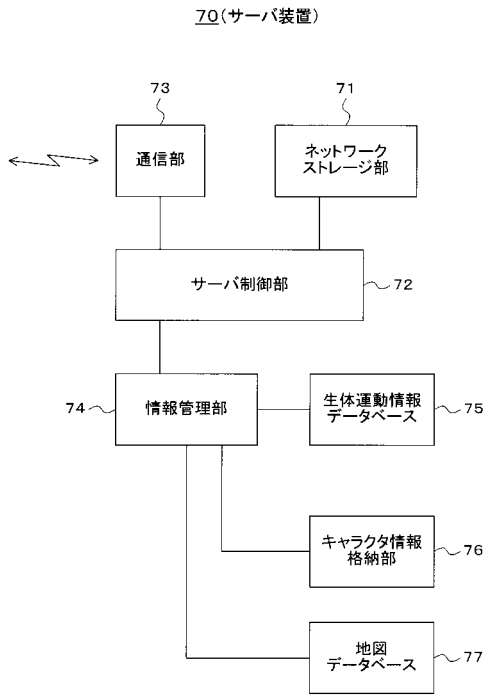 70(サーバ装置)
73
71
通信部
ネットワーク
ストレージ部
サーバ制御部
72
74
情報管理部
生体運動情報
データベース
75
キャラクタ情報
格納部
76
地図
データベース
77